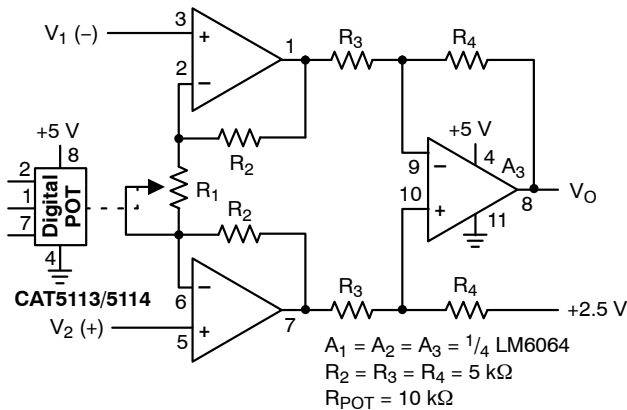 V1 (−)
3
+
1
R3
R4
2
−
R2
+5 V
8
2
1
7
Digital
POT
4
R1
R2
CAT5113/5114
+5 V
4
A3
9
−
10
+
11
8
VO
6
−
7
V2 (+)
5
+
R3
R4
+2.5 V
A1 = A2 = A3 = 1/4 LM6064
R2 = R3 = R4 = 5 kΩ
RPOT = 10 kΩ